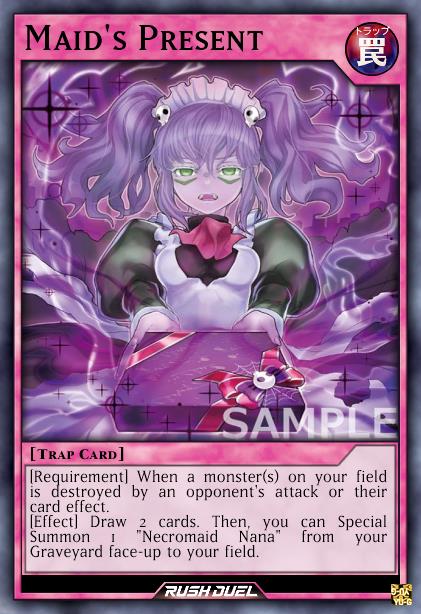 Maid's Present
トラップ
罠
SAMPLE
[Trap Card]
[Requirement] When a monster(s) on your field
is destroyed by an opponent's attack or their
card effect.
[Effect] Draw 2 cards. Then, you can Special
Summon 1 "Necromaid Nana" from your
Graveyard face-up to your field.
RUSH DUEL